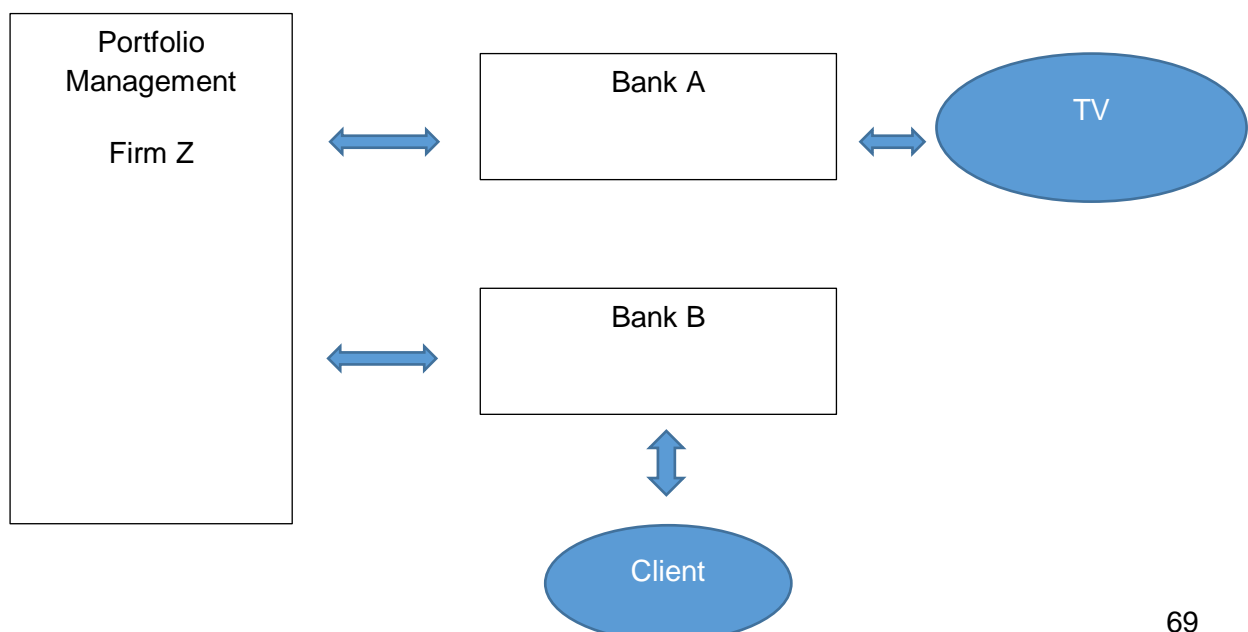 Portfolio
Management
Firm Z
Bank A
TV
Bank B
Client
69